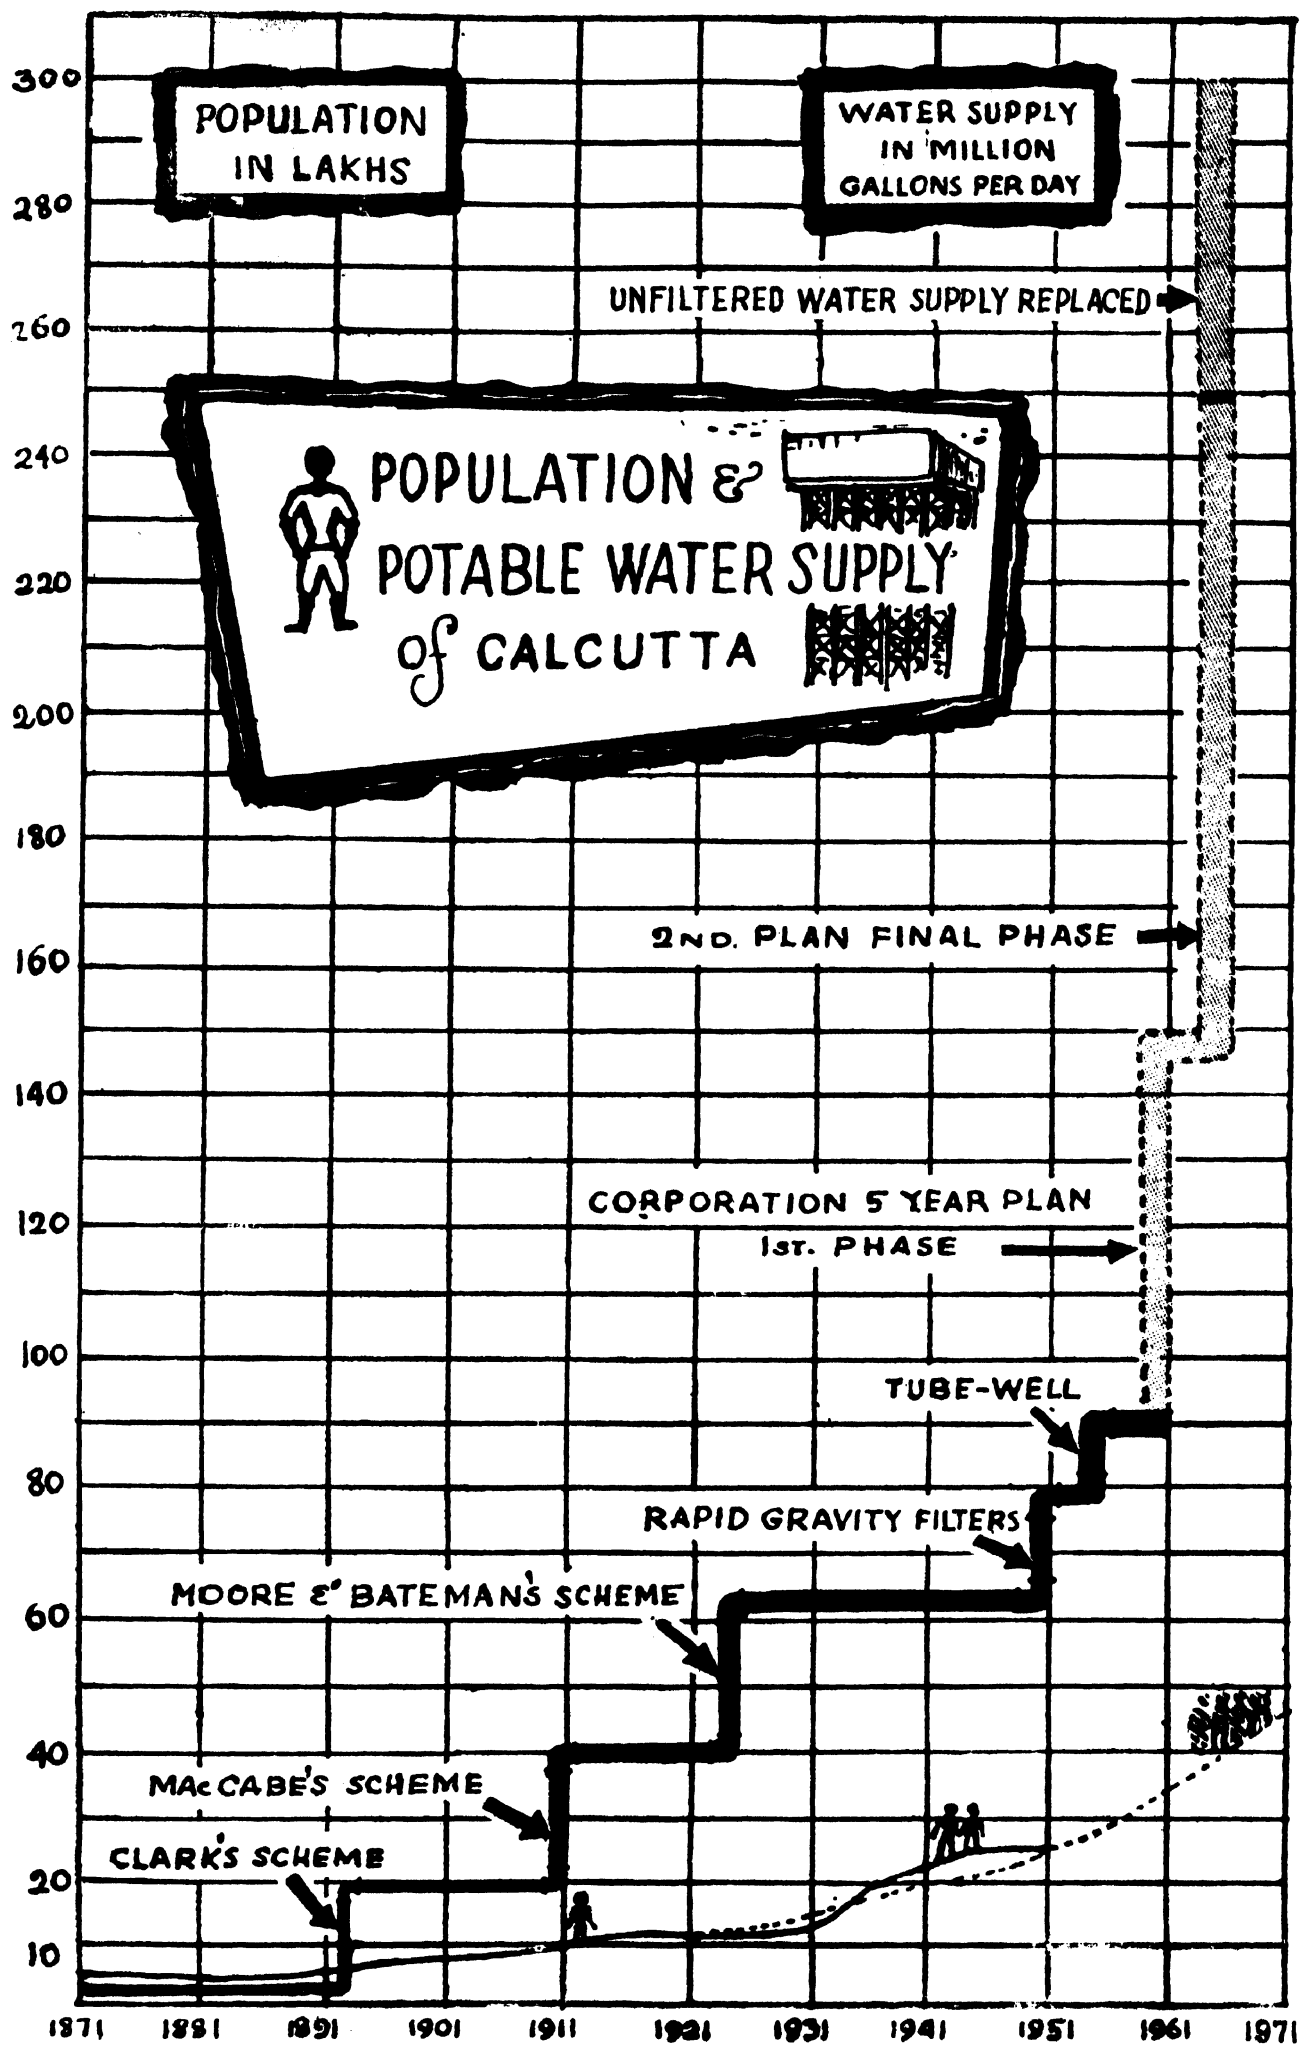 300
280
260
240
220
200
180
160
140
120
100
80
60
40
20
10
POPULATION
IN LAKHS
WATER SUPPLY
IN MILLION
GALLONS PER DAY
UNFILTERED WATER SUPPLY REPLACED
POPULATION &
POTABLE WATER SUPPLY
of CALCUTTA
2ND. PLAN FINAL PHASE
CORPORATION 5 YEAR PLAN
1ST. PHASE
TUBE-WELL
RAPID GRAVITY FILTERS
MOORE & BATEMAN'S SCHEME
MAcCABE'S SCHEME
CLARK'S SCHEME
1871 1881 1891 1901 1911 1921 1931 1941 1951 1961 1971